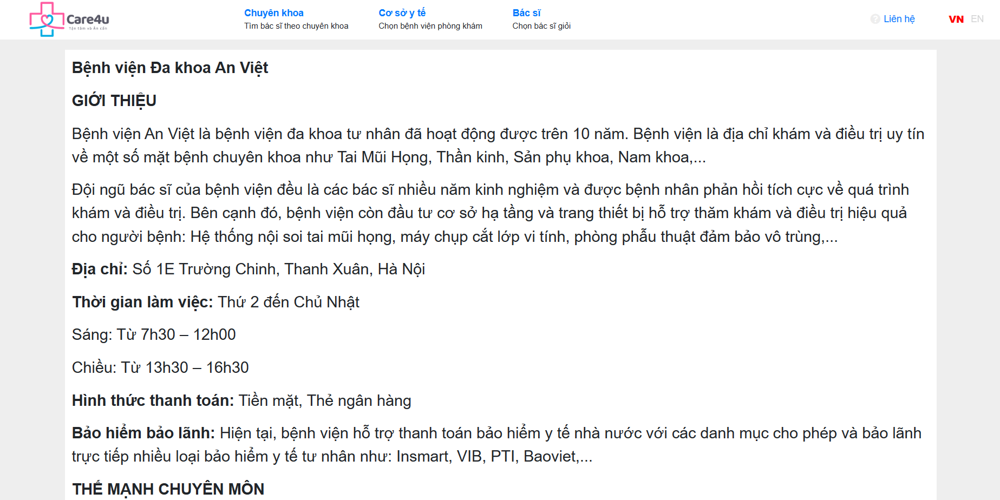 Care4u
Tận tâm và Ân cần
Chuyên khoa
Tìm bác sĩ theo chuyên khoa
Cơ sở y tế
Chọn bệnh viện phòng khám
Bác sĩ
Chọn bác sĩ giỏi
? Liên hệ
VN EN
Bệnh viện Đa khoa An Việt
GIỚI THIỆU
Bệnh viện An Việt là bệnh viện đa khoa tư nhân đã hoạt động được trên 10 năm. Bệnh viện là địa chỉ khám và điều trị uy tín
về một số mặt bệnh chuyên khoa như Tai Mũi Họng, Thần kinh, Sản phụ khoa, Nam khoa,...
Đội ngũ bác sĩ của bệnh viện đều là các bác sĩ nhiều năm kinh nghiệm và được bệnh nhân phản hồi tích cực về quá trình
khám và điều trị. Bên cạnh đó, bệnh viện còn đầu tư cơ sở hạ tầng và trang thiết bị hỗ trợ thăm khám và điều trị hiệu quả
cho người bệnh: Hệ thống nội soi tai mũi họng, máy chụp cắt lớp vi tính, phòng phẫu thuật đảm bảo vô trùng,...
Địa chỉ: Số 1E Trường Chinh, Thanh Xuân, Hà Nội
Thời gian làm việc: Thứ 2 đến Chủ Nhật
Sáng: Từ 7h30 – 12h00
Chiều: Từ 13h30 – 16h30
Hình thức thanh toán: Tiền mặt, Thẻ ngân hàng
Bảo hiểm bảo lãnh: Hiện tại, bệnh viện hỗ trợ thanh toán bảo hiểm y tế nhà nước với các danh mục cho phép và bảo lãnh
trực tiếp nhiều loại bảo hiểm y tế tư nhân như: Insmart, VIB, PTI, Baoviet,...
THẾ MẠNH CHUYÊN MÔN